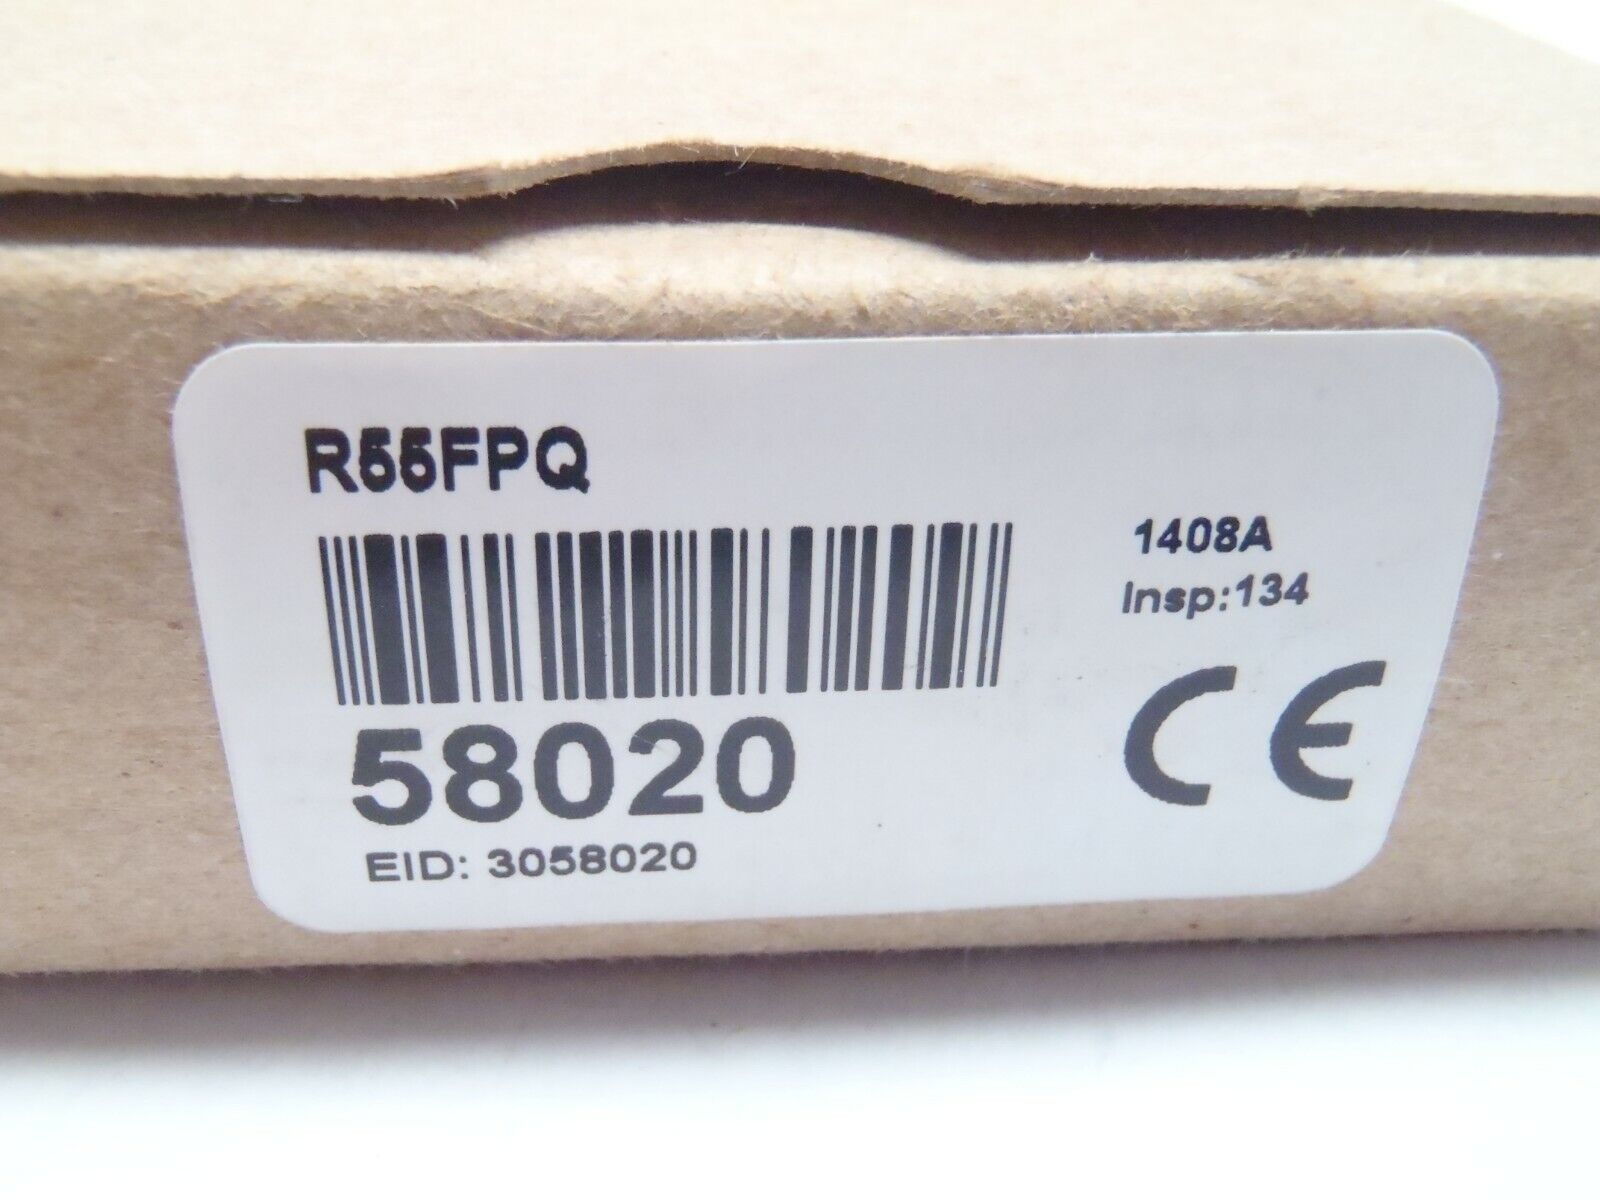 R55FPQ
1408A
Insp:134
58020
CE
EID: 3058020